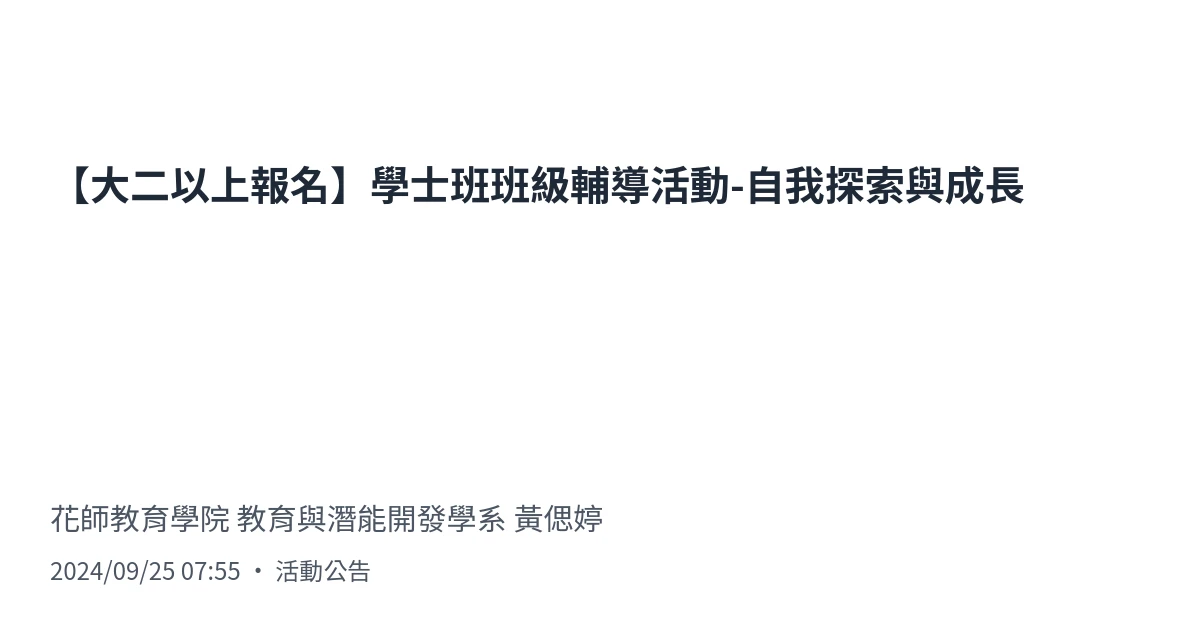 【大二以上報名】學士班班級輔導活動-自我探索與成長
花師教育學院 教育與潛能開發學系 黃偲婷
2024/09/25 07:55 • 活動公告